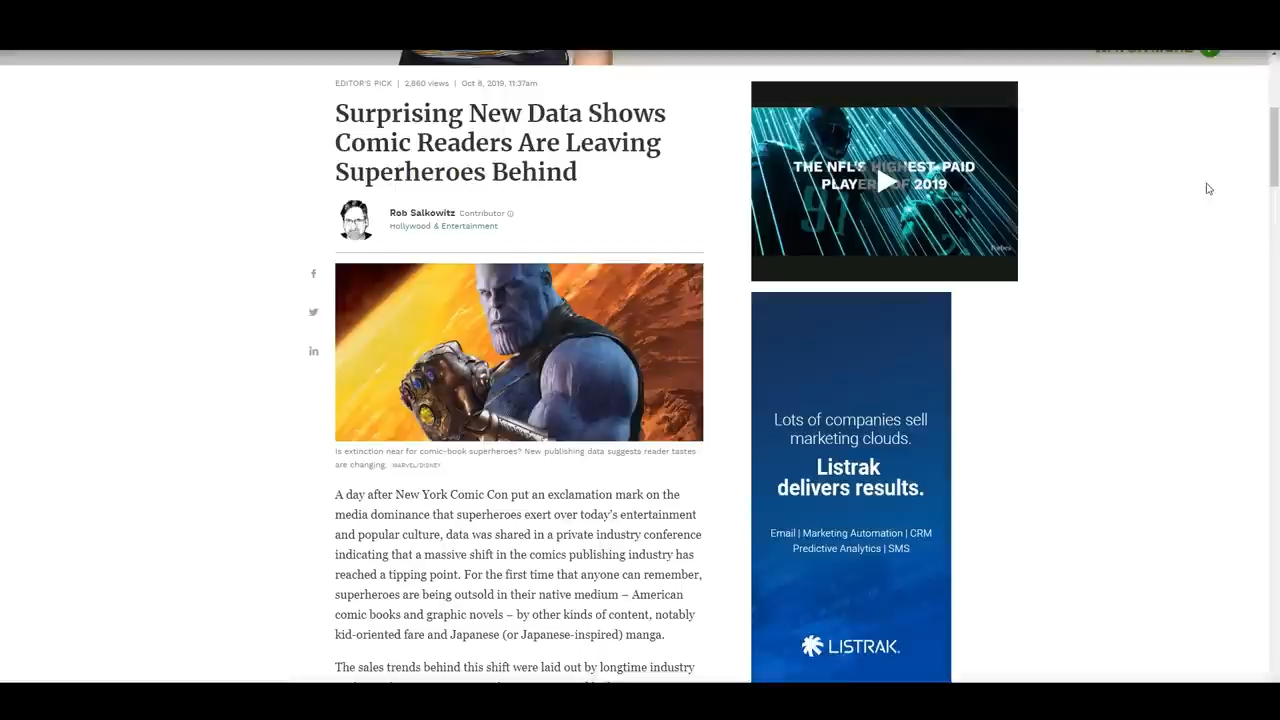 EDITOR'S PICK | 2,860 views | Oct 8, 2019, 11:37am
Surprising New Data Shows
Comic Readers Are Leaving
Superheroes Behind
Rob Salkowitz Contributor
Hollywood & Entertainment
Is extinction near for comic-book superheroes? New publishing data suggests reader tastes
are changing. MARVEL/DISNEY
A day after New York Comic Con put an exclamation mark on the
media dominance that superheroes exert over today's entertainment
and popular culture, data was shared in a private industry conference
indicating that a massive shift in the comics publishing industry has
reached a tipping point. For the first time that anyone can remember,
superheroes are being outsold in their native medium – American
comic books and graphic novels – by other kinds of content, notably
kid-oriented fare and Japanese (or Japanese-inspired) manga.
The sales trends behind this shift were laid out by longtime industry
THE NFL'S HIGHEST-PAID
PLAYERS OF 2019
91
Forbes
Lots of companies sell
marketing clouds.
Listrak
delivers results.
Email | Marketing Automation | CRM
Predictive Analytics | SMS
LISTRAK